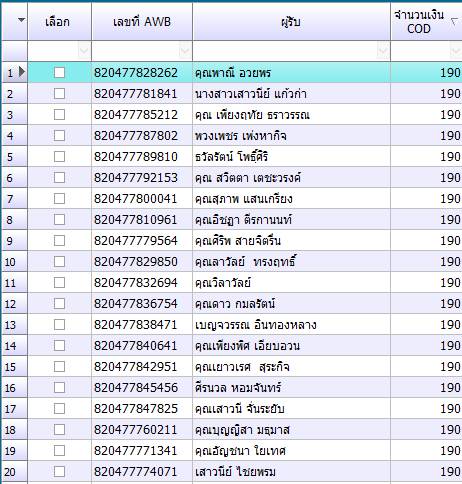 เลือก เลขที่ AWB ผู้รับ จำนวนเงิน COD
1 820477828262 คุณพาณี อวยพร 190
2 820477781841 นางสาวเสาวนีย์ แก้วก่า 190
3 820477785212 คุณ เพียงฤทัย ธราวรรณ 190
4 820477787802 พวงเพชร เพ่งหากิจ 190
5 820477789810 ธวัลรัตน์ โพธิ์ศิริ 190
6 820477792153 คุณ สวิตตา เตชะวรงค์ 190
7 820477800041 คุณสุภาพ แสนเกรียง 190
8 820477810961 คุณอิชฎา ตีรกานนท์ 190
9 820477779564 คุณศิริพ สายจิตรื่น 190
10 820477829850 คุณลาวัลย์ ทรงฤทธิ์ 190
11 820477832694 คุณวิลาวัลย์ 190
12 820477836754 คุณดาว กมลรัตน์ 190
13 820477838471 เบญจวรรณ อินทองหลาง 190
14 820477840641 คุณเพียงพิศ เอียบอวน 190
15 820477842951 คุณเยาวเรศ สุระกิจ 190
16 820477845456 ศีรนวล หอมจันทร์ 190
17 820477847825 คุณเสาวนี จั่นระยับ 190
18 820477760211 คุณบุญญิสา มธุมาส 190
19 820477771341 คุณอัญชนา ใยเทศ 190
20 820477774071 เสาวนีย์ ไชยพรม 190